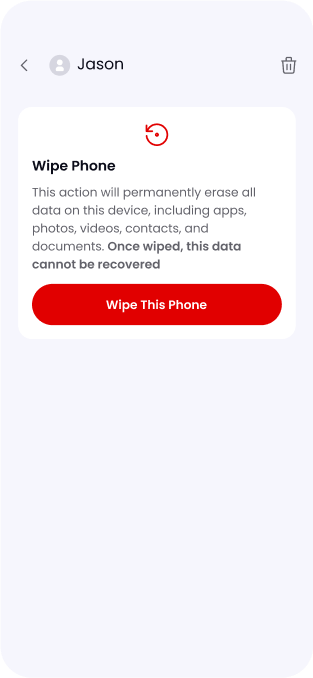 Jason
Wipe Phone
This action will permanently erase all
data on this device, including apps,
photos, videos, contacts, and
documents. Once wiped, this data
cannot be recovered
Wipe This Phone